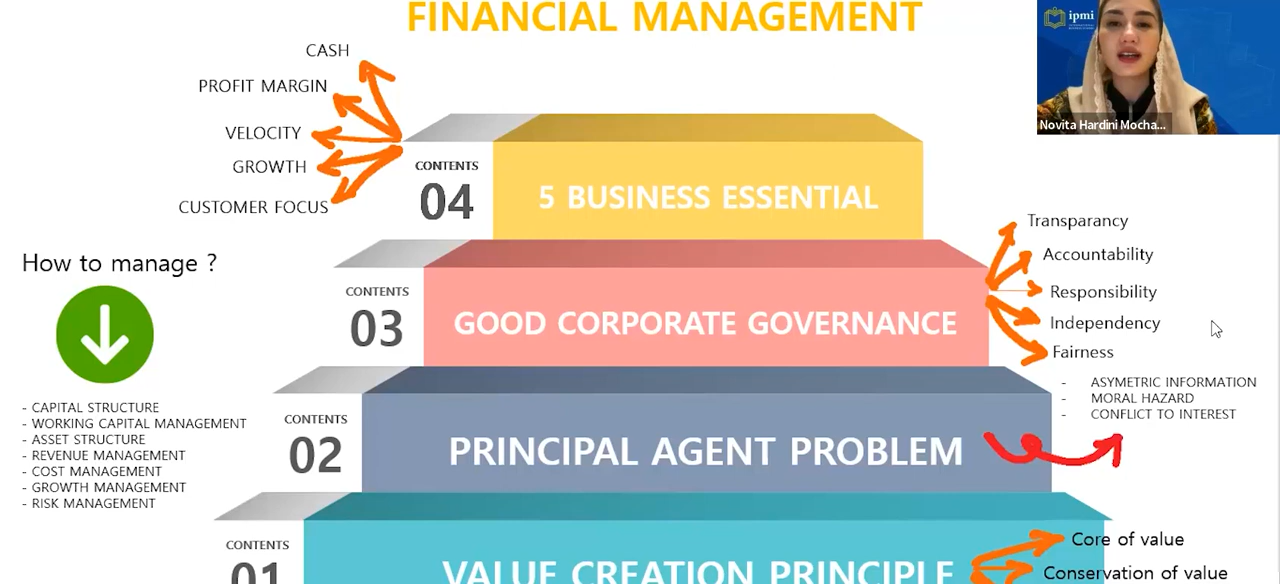 FINANCIAL MANAGEMENT
ipmi
Novita Hardini Mocha...
CASH
PROFIT MARGIN
VELOCITY
GROWTH
CUSTOMER FOCUS
CONTENTS
04
5 BUSINESS ESSENTIAL
How to manage ?
- CAPITAL STRUCTURE
- WORKING CAPITAL MANAGEMENT
- ASSET STRUCTURE
- REVENUE MANAGEMENT
- COST MANAGEMENT
- GROWTH MANAGEMENT
- RISK MANAGEMENT
CONTENTS
03
GOOD CORPORATE GOVERNANCE
Transparancy
Accountability
Responsibility
Independency
Fairness
CONTENTS
02
PRINCIPAL AGENT PROBLEM
- ASYMETRIC INFORMATION
- MORAL HAZARD
- CONFLICT TO INTEREST
CONTENTS
01
VALUE CREATION PRINCIPLE
Core of value
Conservation of value